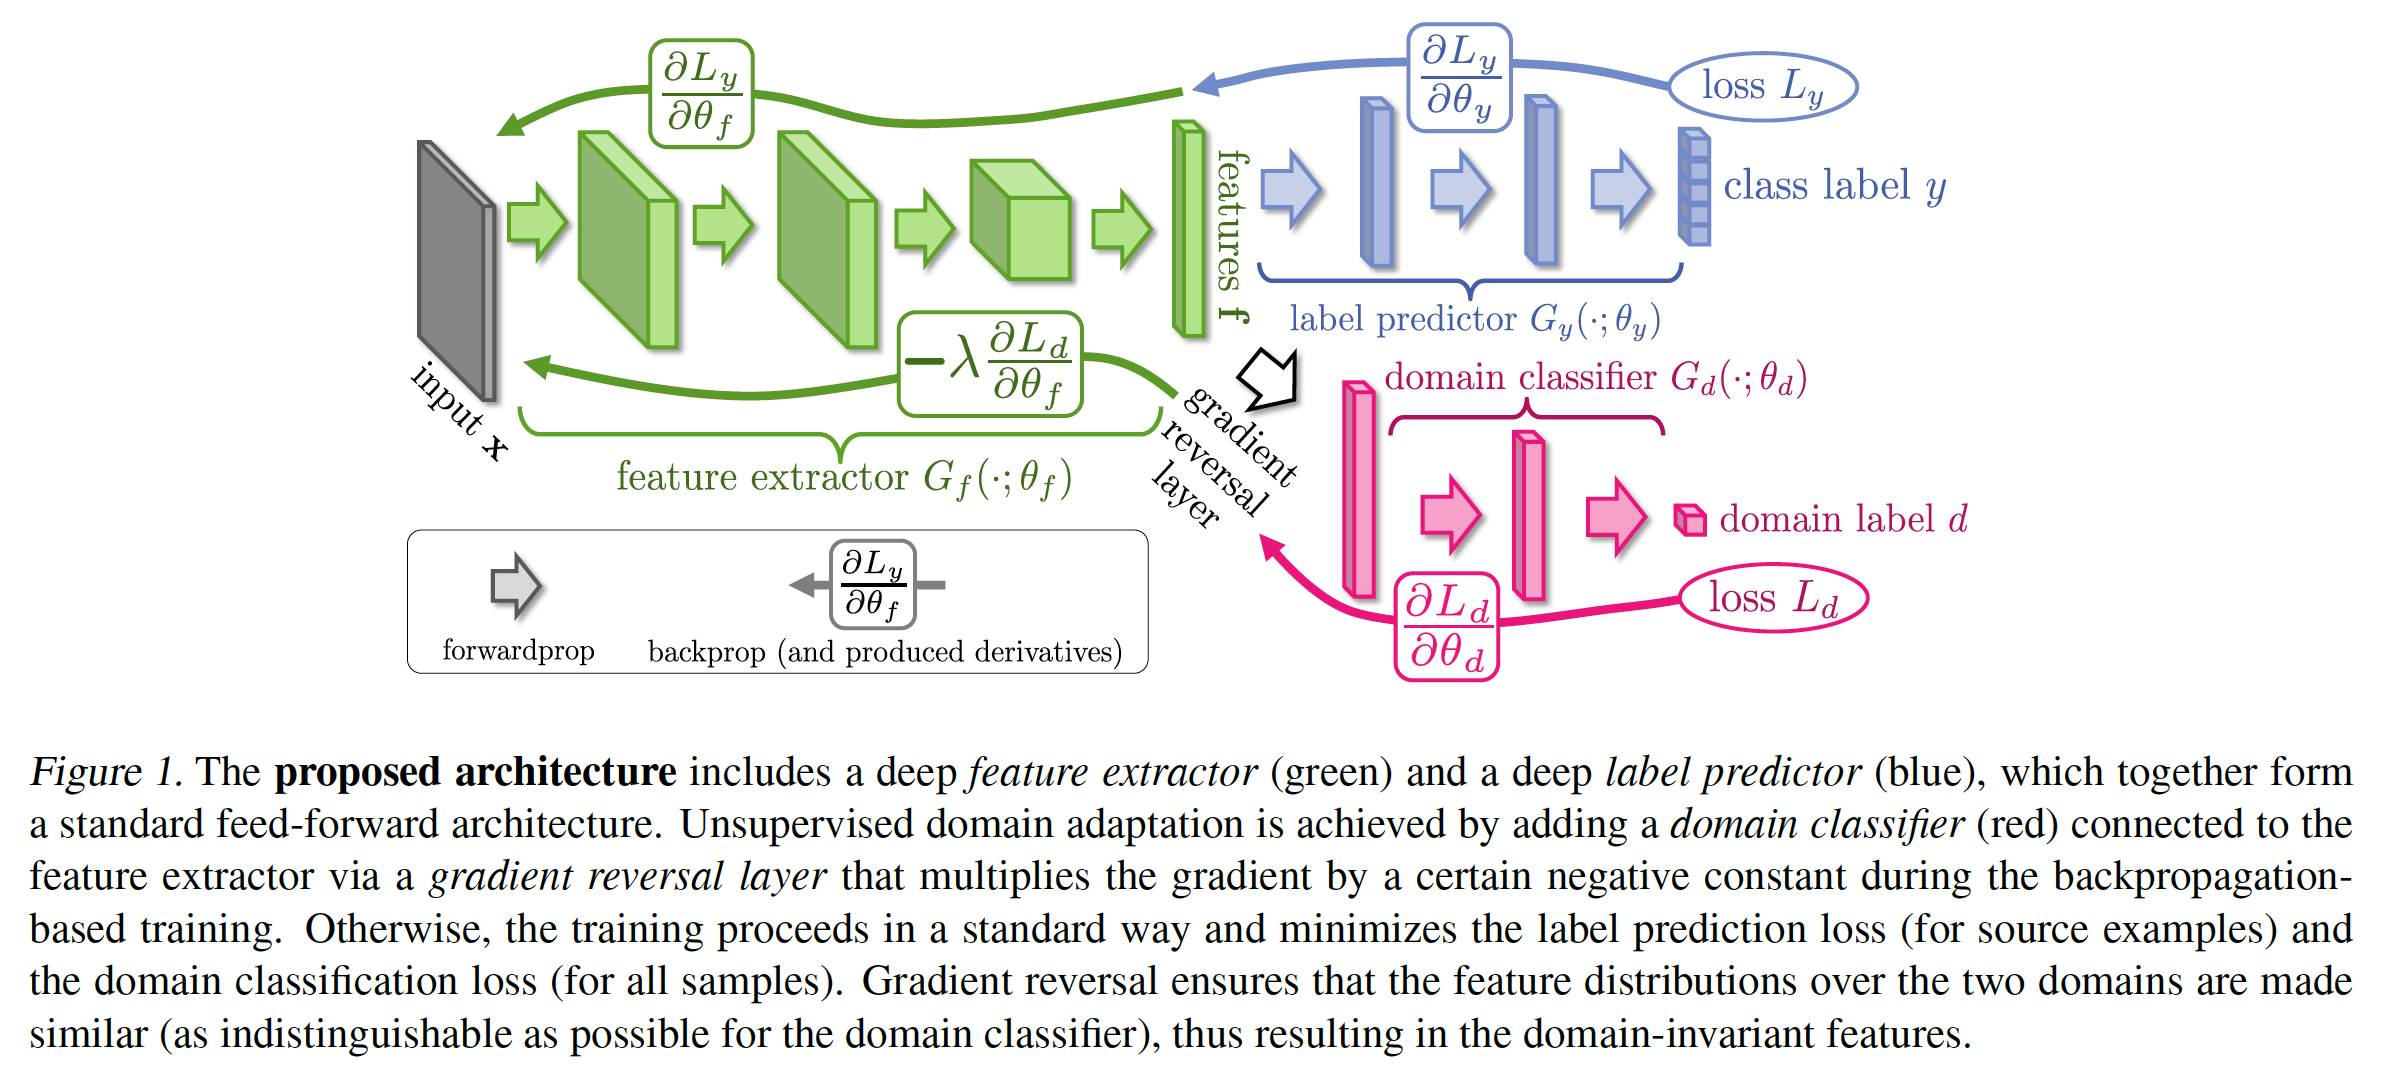 ∂L_y/∂θ_f
∂L_y/∂θ_y
loss L_y
class label y
features f
label predictor G_y(·; θ_y)
input x
−λ ∂L_d/∂θ_f
feature extractor G_f(·; θ_f)
gradient
reversal
layer
domain classifier G_d(·; θ_d)
domain label d
∂L_d/∂θ_d
loss L_d
∂L_y/∂θ_f
forwardprop
backprop (and produced derivatives)
Figure 1. The proposed architecture includes a deep feature extractor (green) and a deep label predictor (blue), which together form
a standard feed-forward architecture. Unsupervised domain adaptation is achieved by adding a domain classifier (red) connected to the
feature extractor via a gradient reversal layer that multiplies the gradient by a certain negative constant during the backpropagation-
based training. Otherwise, the training proceeds in a standard way and minimizes the label prediction loss (for source examples) and
the domain classification loss (for all samples). Gradient reversal ensures that the feature distributions over the two domains are made
similar (as indistinguishable as possible for the domain classifier), thus resulting in the domain-invariant features.